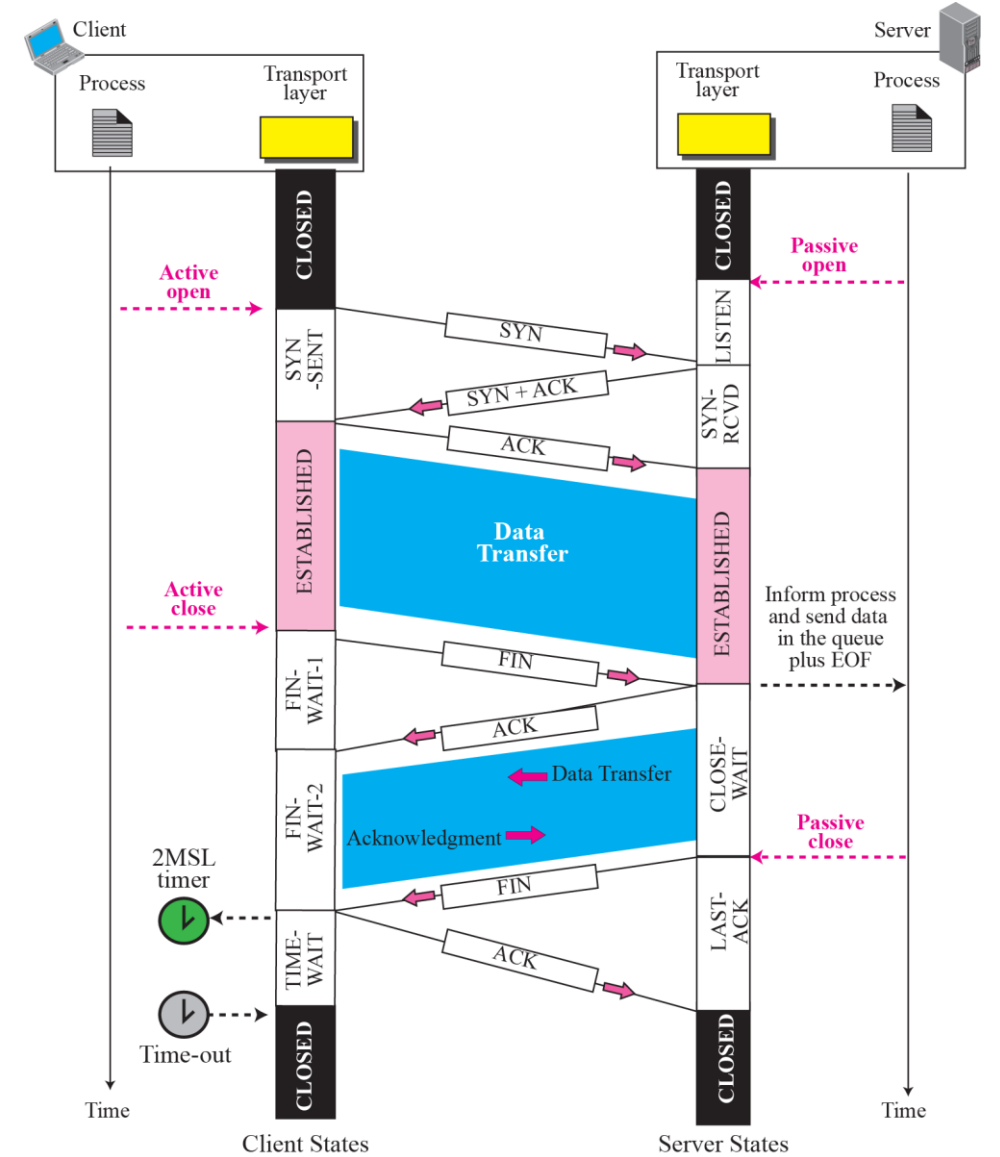 Client
Server
Process
Transport
layer
Transport
layer
Process
CLOSED
CLOSED
Active
open
Passive
open
SYN
-SENT
SYN
LISTEN
SYN + ACK
SYN-
RCVD
ACK
ESTABLISHED
Data
Transfer
ESTABLISHED
Active
close
Inform process
and send data
in the queue
plus EOF
FIN-
WAIT-1
FIN
ACK
FIN-
WAIT-2
Data Transfer
CLOSE-
WAIT
Acknowledgment
Passive
close
2MSL
timer
FIN
LAST-
ACK
TIME-
WAIT
ACK
Time-out
CLOSED
CLOSED
Time
Time
Client States
Server States